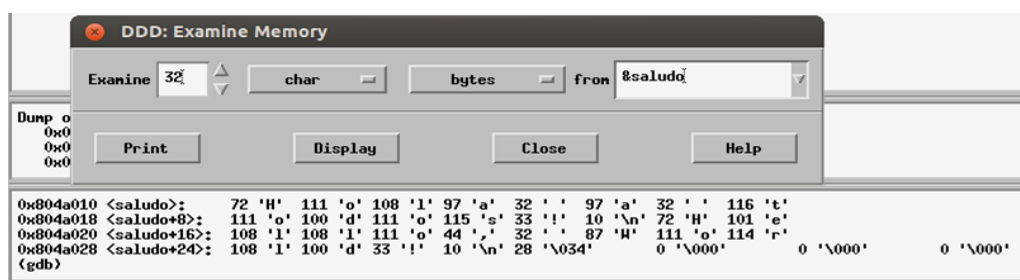 DDD: Examine Memory
Examine 32 char bytes from &saludo
Dump o
0x0
0x0
0x0
Print Display Close Help
0x804a010 <saludo>: 72 'H' 111 'o' 108 'l' 97 'a' 32 ' ' 97 'a' 32 ' ' 116 't'
0x804a018 <saludo+8>: 111 'o' 100 'd' 111 'o' 115 's' 33 '!' 10 '\n' 72 'H' 101 'e'
0x804a020 <saludo+16>: 108 'l' 108 'l' 111 'o' 44 ',' 32 ' ' 87 'W' 111 'o' 114 'r'
0x804a028 <saludo+24>: 108 'l' 100 'd' 33 '!' 10 '\n' 28 '\034' 0 '\000' 0 '\000' 0 '\000'
(gdb)